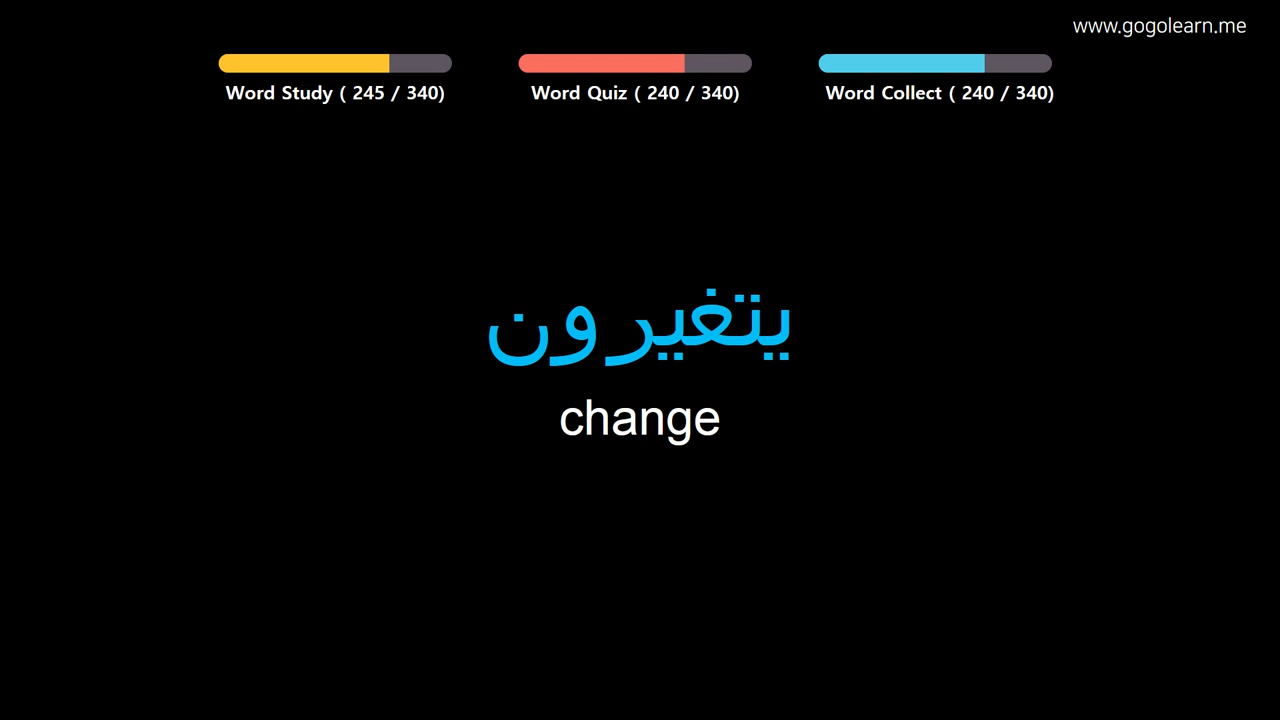 www.gogolearn.me
Word Study ( 245 / 340)
Word Quiz ( 240 / 340)
Word Collect ( 240 / 340)
يتغيرون
change